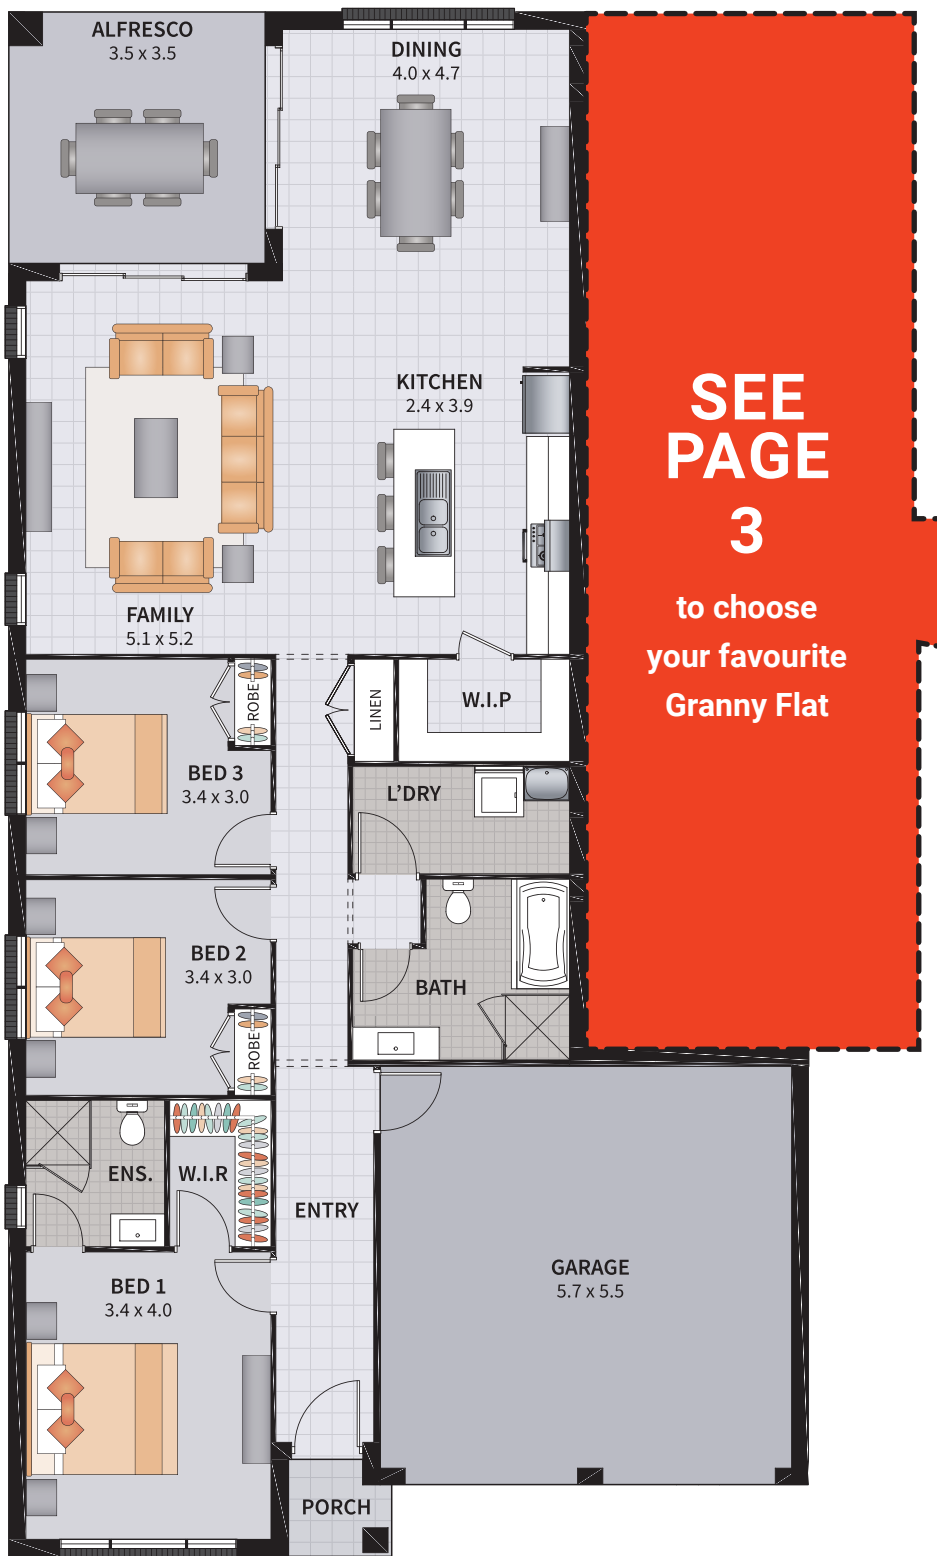 ALFRESCO
3.5 x 3.5
DINING
4.0 x 4.7
KITCHEN
2.4 x 3.9
SEE
PAGE
3
to choose
your favourite
Granny Flat
FAMILY
5.1 x 5.2
ROBE
LINEN
W.I.P
BED 3
3.4 x 3.0
L'DRY
BED 2
3.4 x 3.0
BATH
ROBE
ENS.
W.I.R
ENTRY
GARAGE
5.7 x 5.5
BED 1
3.4 x 4.0
PORCH